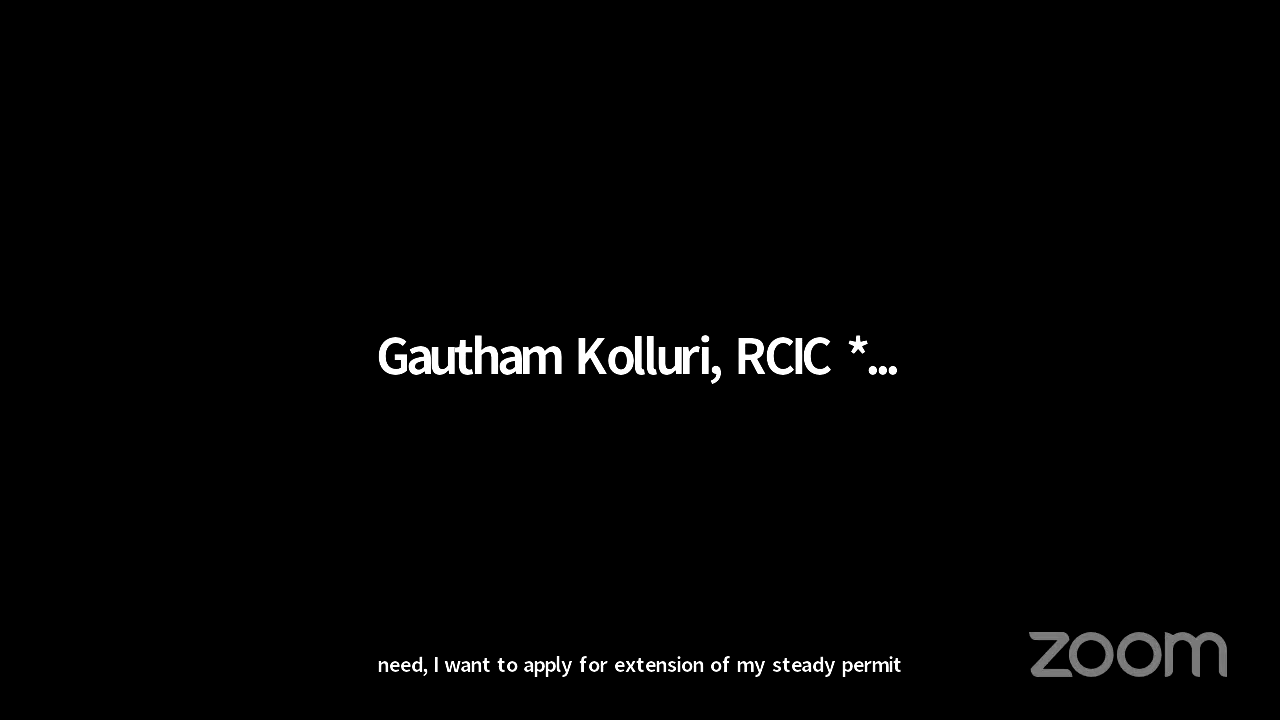 Gautham Kolluri, RCIC *...
need, I want to apply for extension of my steady permit
zoom